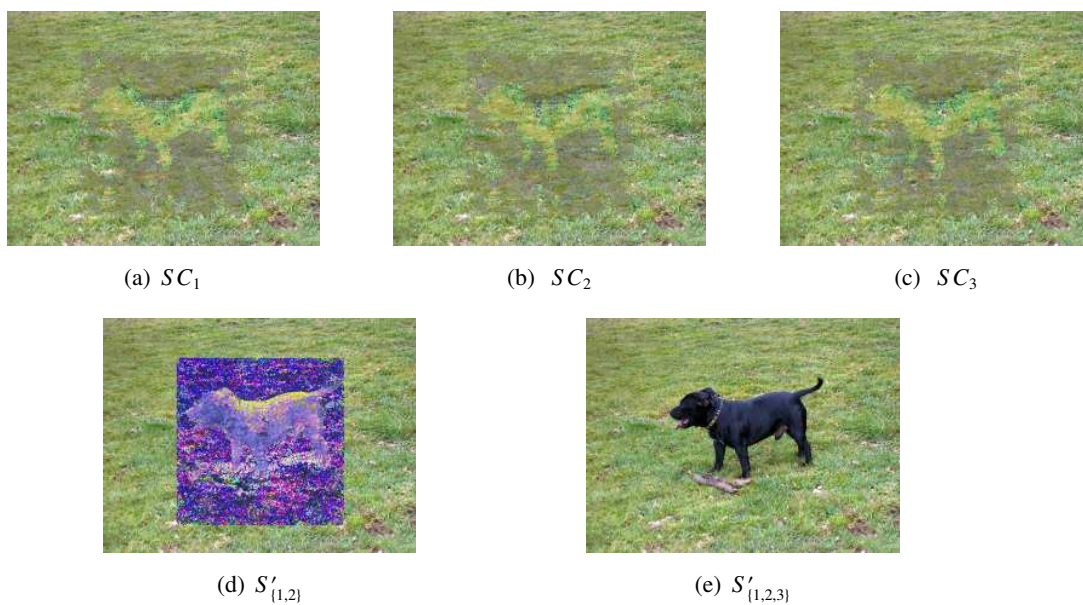 (a) SC₁
(b) SC₂
(c) SC₃
(d) S′{1,2}
(e) S′{1,2,3}